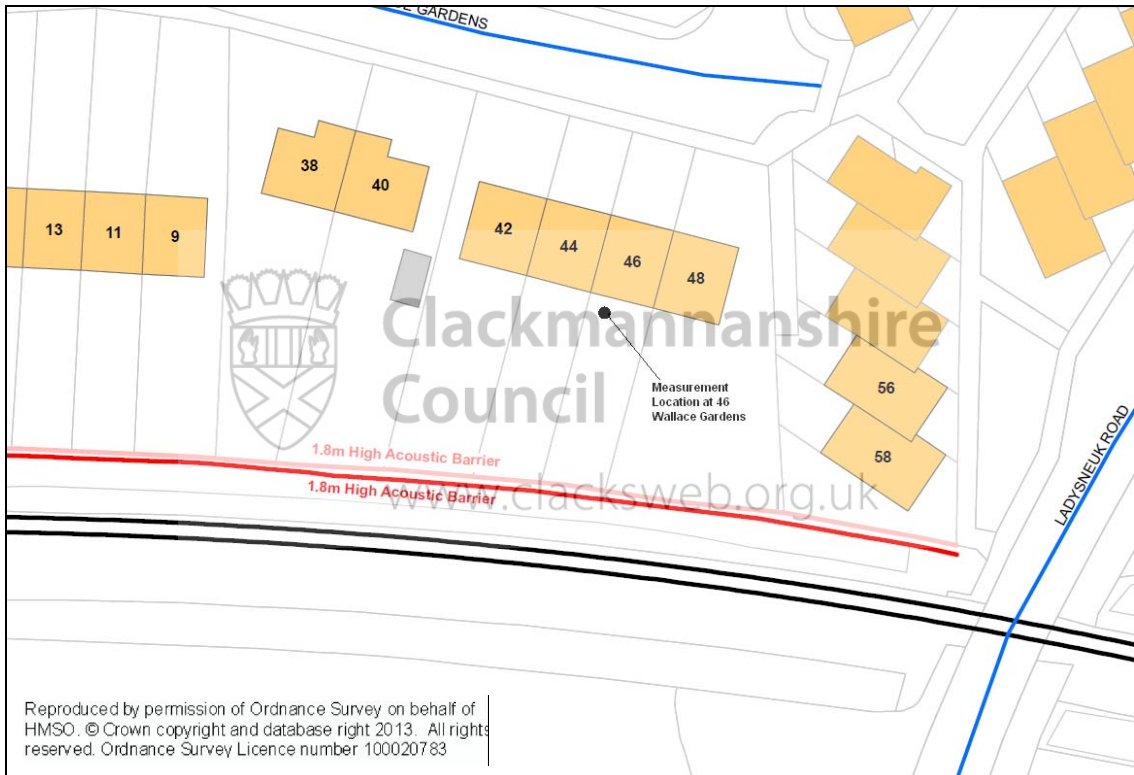 E GARDENS
38
40
13
11
9
42
44
46
48
Clackmannanshire
Council
Measurement
Location at 46
Wallace Gardens
56
58
1.8m High Acoustic Barrier
1.8m High Acoustic Barrier
www.clacksweb.org.uk
LADYSNEUK ROAD
Reproduced by permission of Ordnance Survey on behalf of
HMSO. © Crown copyright and database right 2013. All rights
reserved. Ordnance Survey Licence number 100020783